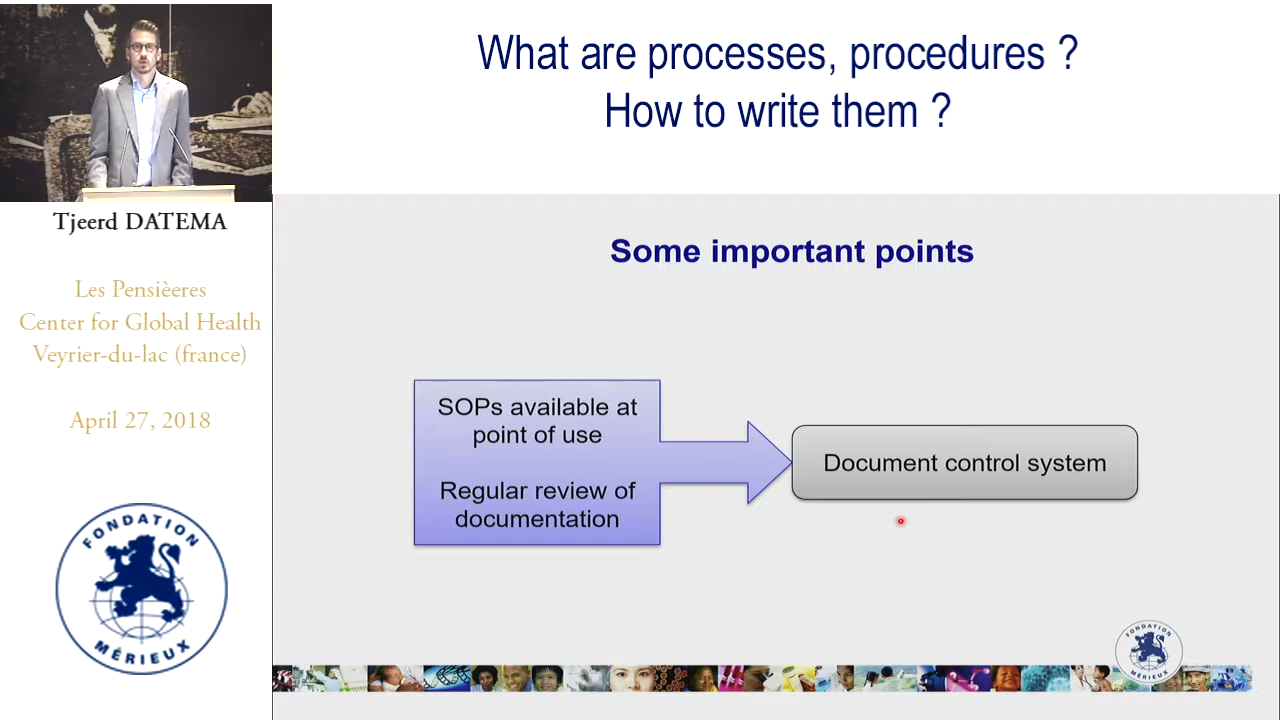 What are processes, procedures ?
How to write them ?
Tjeerd DATEMA
Les Pensièeres
Center for Global Health
Veyrier-du-lac (france)
April 27, 2018
FONDATION
MÉRIEUX
Some important points
SOPs available at
point of use
Regular review of
documentation
Document control system
FONDATION
MÉRIEUX